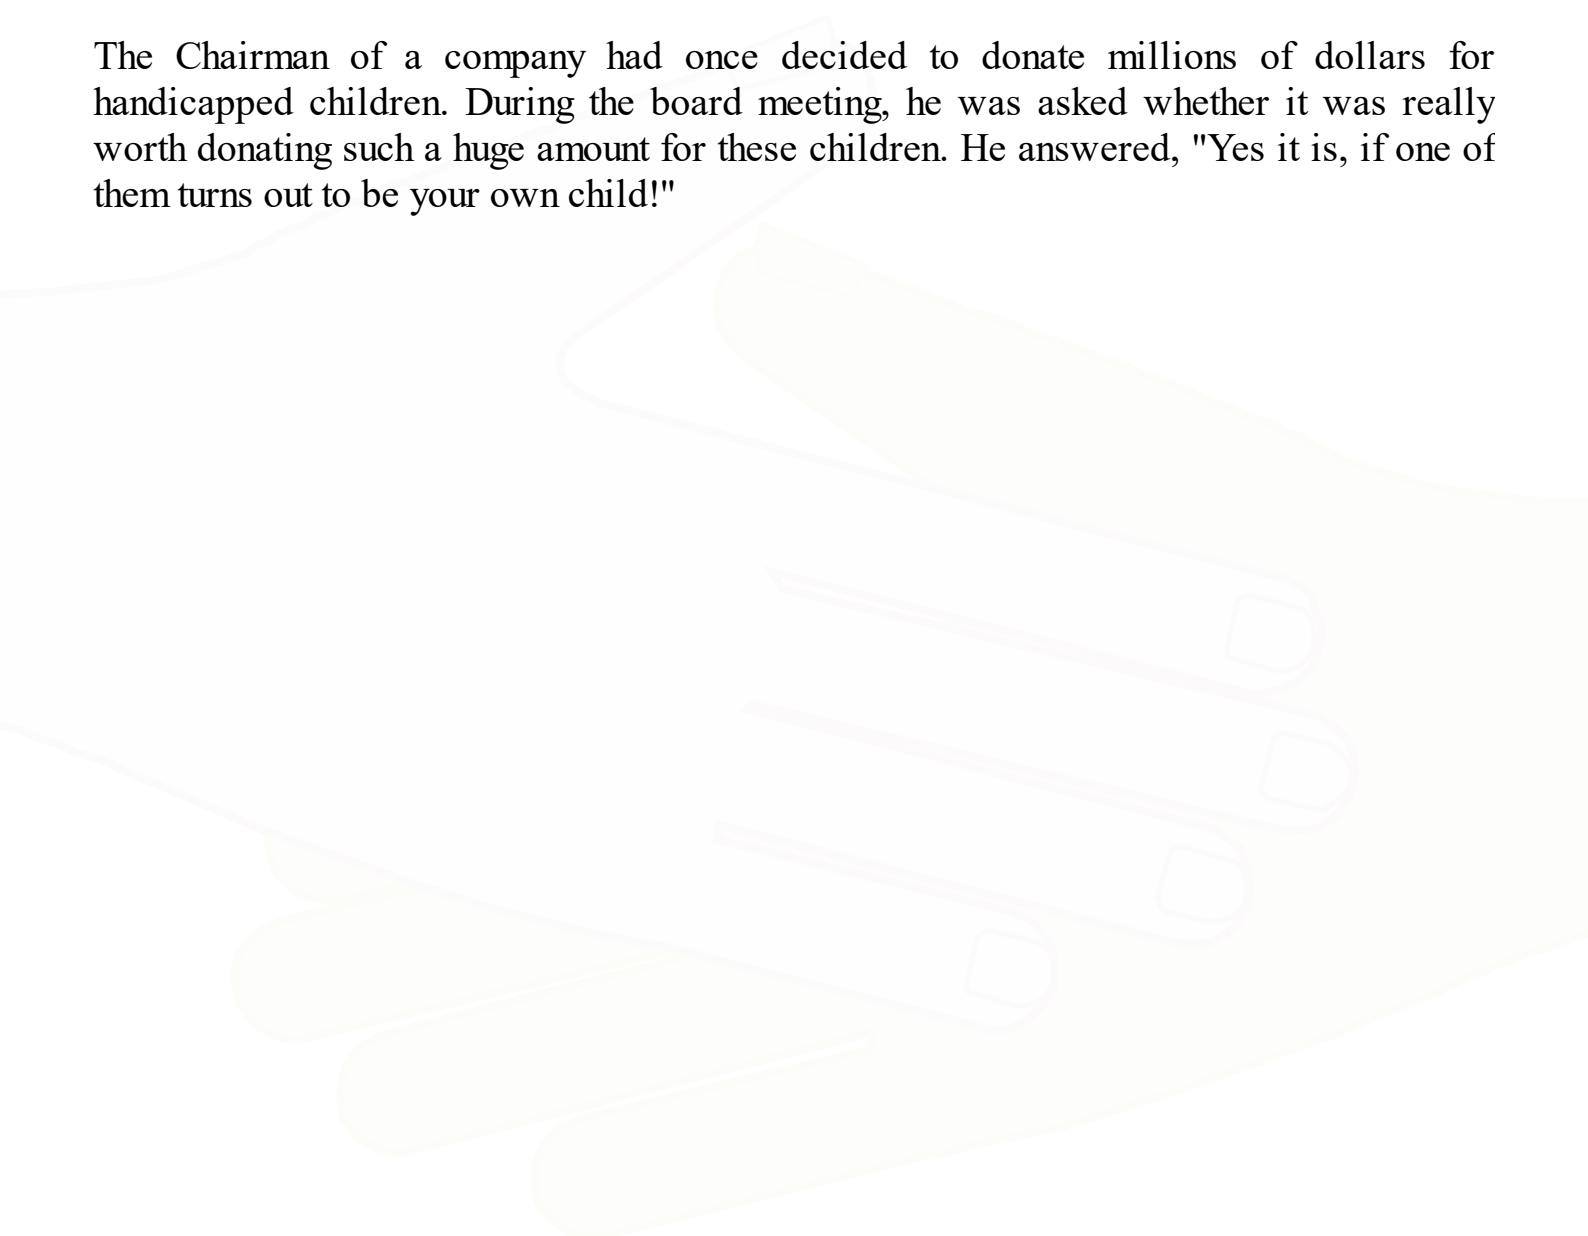 The Chairman of a company had once decided to donate millions of dollars for
handicapped children. During the board meeting, he was asked whether it was really
worth donating such a huge amount for these children. He answered, "Yes it is, if one of
them turns out to be your own child!"